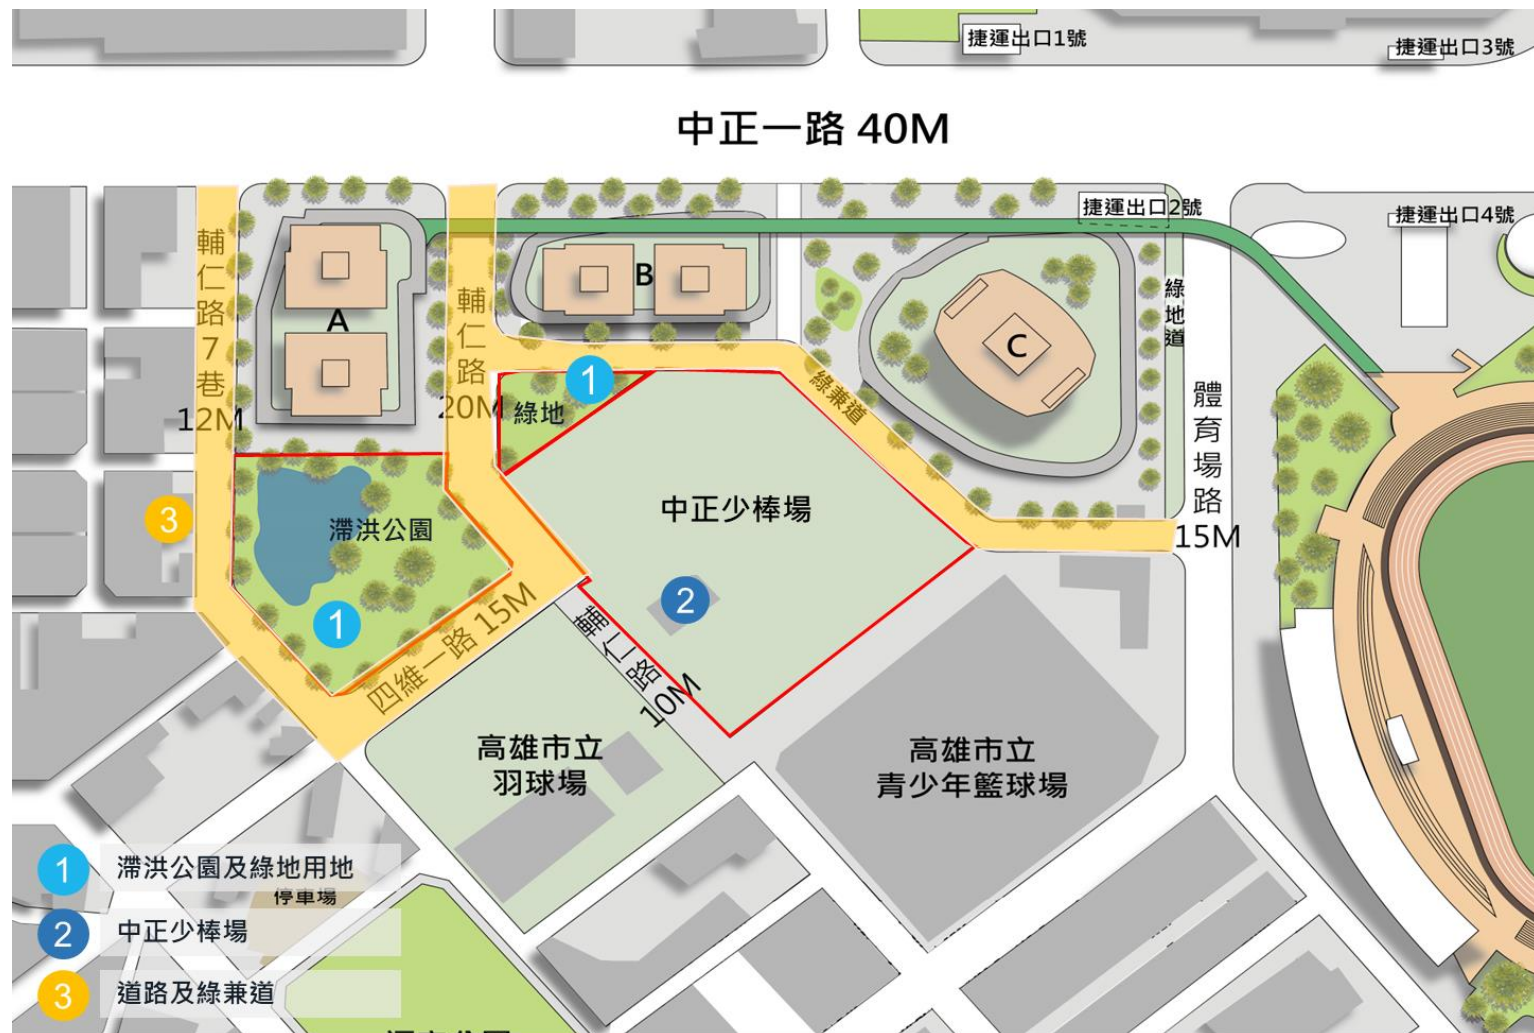 捷運出口1號
捷運出口3號
中正一路 40M
捷運出口2號
捷運出口4號
輔仁路7巷
12M
A
輔仁路
20M
B
C
綠地道
1
綠地
綠兼道
體育場路
15M
3
滯洪公園
中正少棒場
1
2
四維一路 15M
輔仁路
10M
高雄市立
羽球場
高雄市立
青少年籃球場
1
滯洪公園及綠地用地
停車場
2
中正少棒場
3
道路及綠兼道